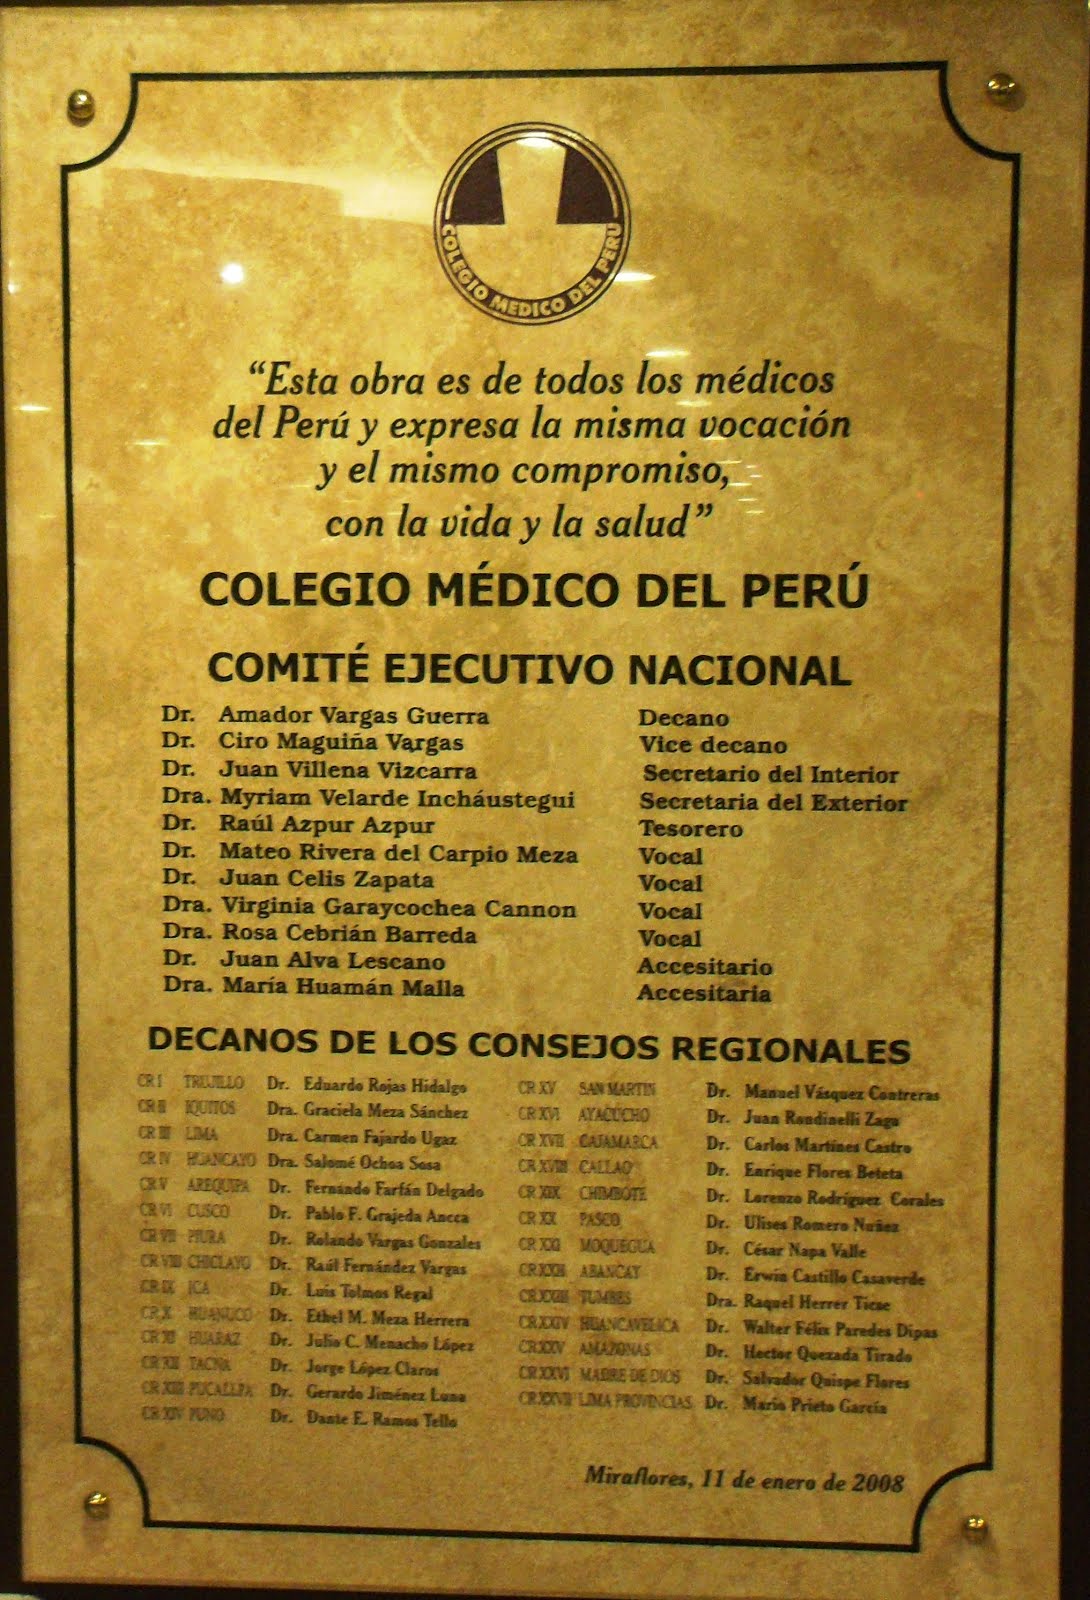 COLEGIO MEDICO DEL PERU
“Esta obra es de todos los médicos
del Perú y expresa la misma vocación
y el mismo compromiso,
con la vida y la salud”
COLEGIO MÉDICO DEL PERÚ
COMITÉ EJECUTIVO NACIONAL
Dr. Amador Vargas Guerra Decano
Dr. Ciro Maguiña Vargas Vice decano
Dr. Juan Villena Vizcarra Secretario del Interior
Dra. Myriam Velarde Incháustegui Secretaria del Exterior
Dr. Raúl Azpur Azpur Tesorero
Dr. Mateo Rivera del Carpio Meza Vocal
Dr. Juan Celis Zapata Vocal
Dra. Virginia Garaycochea Cannon Vocal
Dra. Rosa Cebrián Barreda Vocal
Dr. Juan Alva Lescano Accesitario
Dra. María Huamán Malla Accesitaria
DECANOS DE LOS CONSEJOS REGIONALES
CR I TRUJILLO Dr. Eduardo Rojas Hidalgo
CR II IQUITOS Dra. Graciela Meza Sánchez
CR III LIMA Dra. Carmen Fajardo Ugaz
CR IV HUANCAYO Dra. Salomé Ochoa Sosa
CR V AREQUIPA Dr. Fernando Farfán Delgado
CR VI CUSCO Dr. Pablo F. Grajeda Ancca
CR VII PIURA Dr. Rolando Vargas Gonzales
CR VIII CHICLAYO Dr. Raúl Fernández Vargas
CR IX ICA Dr. Luis Tolmos Regal
CR X HUANUCO Dr. Ethel M. Meza Herrera
CR XI HUARAZ Dr. Julio C. Menacho López
CR XII TACNA Dr. Jorge López Claros
CR XIII PUCALLPA Dr. Gerardo Jiménez Luna
CR XIV PUNO Dr. Dante E. Ramos Tello
CR XV SAN MARTIN Dr. Manuel Vásquez Contreras
CR XVI AYACUCHO Dr. Juan Rondinelli Zaga
CR XVII CAJAMARCA Dr. Carlos Martínes Castro
CR XVIII CALLAO Dr. Enrique Flores Beteta
CR XIX CHIMBOTE Dr. Lorenzo Rodríguez Corales
CR XX PASCO Dr. Ulises Romero Nuñez
CR XXI MOQUEGUA Dr. César Napa Valle
CR XXII ABANCAY Dr. Erwin Castillo Casaverde
CR XXIII TUMBES Dra. Raquel Herrer
CR XXIV HUANCAVELICA Dr. Walter Félix Paredes Dipas
CR XXV AMAZONAS Dr. Hector Quezada Tirado
CR XXVI MADRE DE DIOS Dr. Salvador Quispe Flores
CR XXVII LIMA PROVINCIAS Dr. Mario Prieto García
Miraflores, 11 de enero de 2008